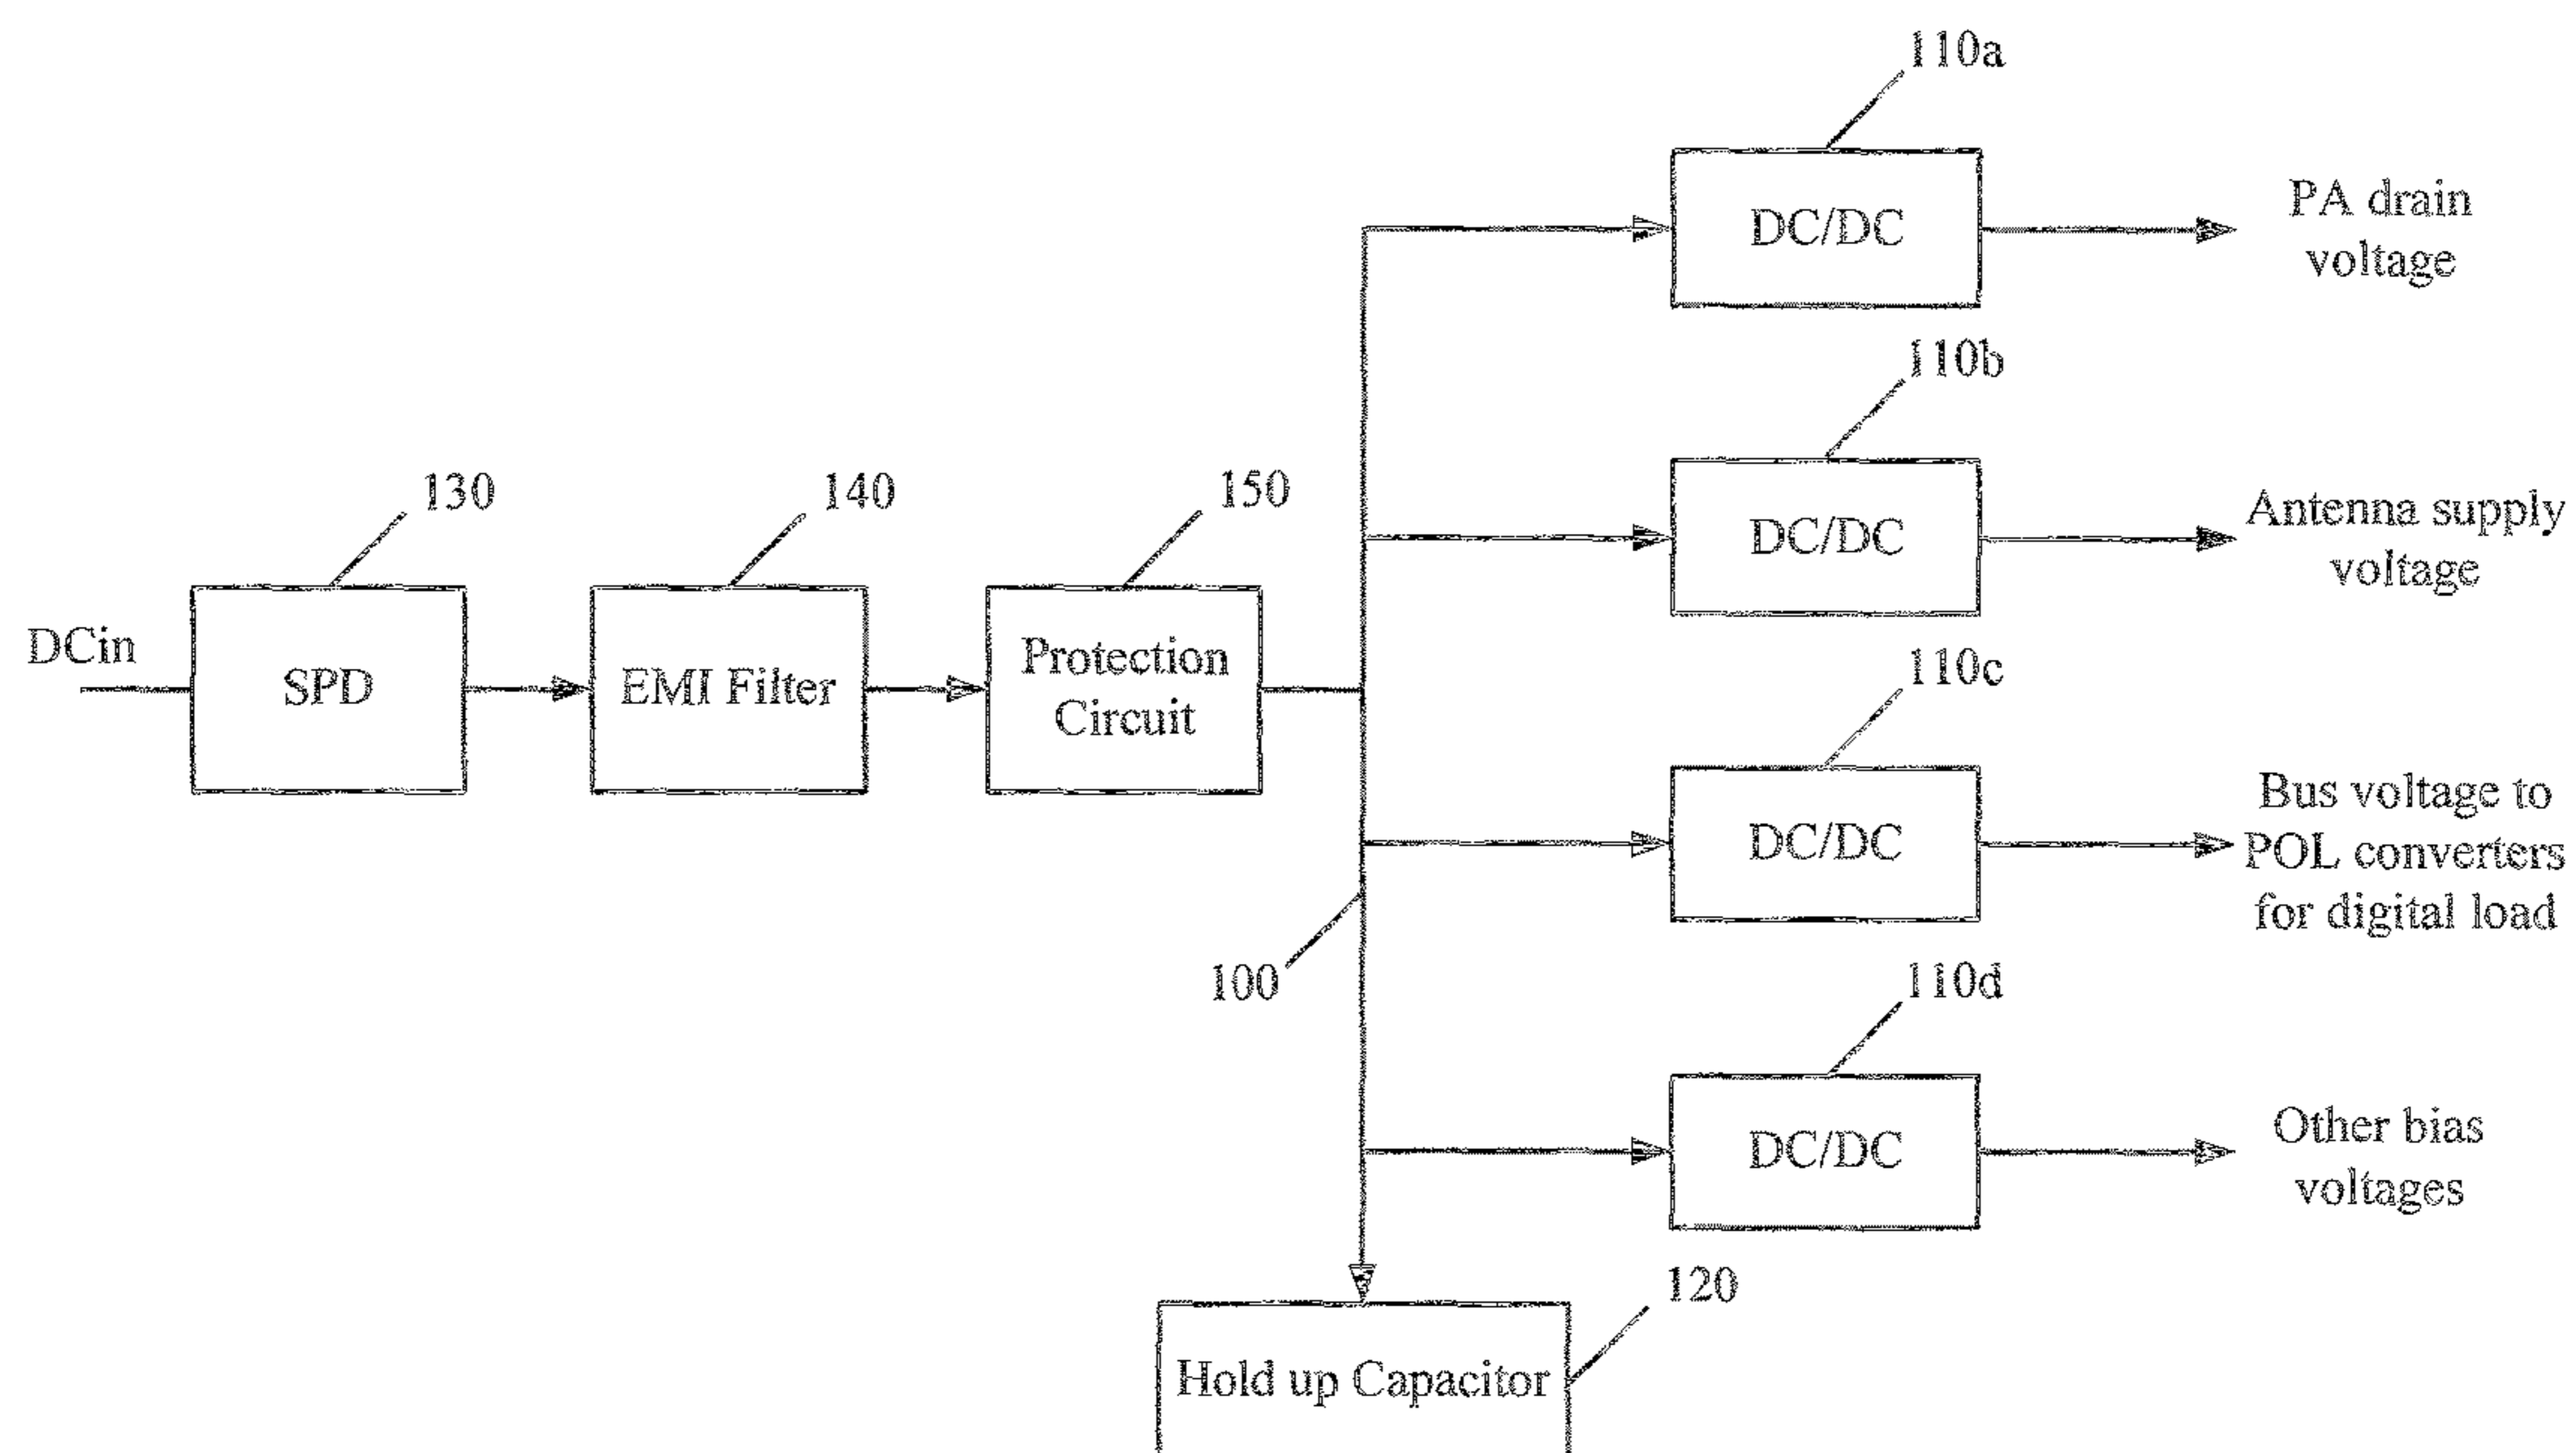 110a
DC/DC
PA drain
voltage
110b
DC/DC
Antenna supply
voltage
130
140
150
DCin
SPD
EMI Filter
Protection
Circuit
110c
DC/DC
Bus voltage to
POL converters
for digital load
100
110d
DC/DC
Other bias
voltages
120
Hold up Capacitor